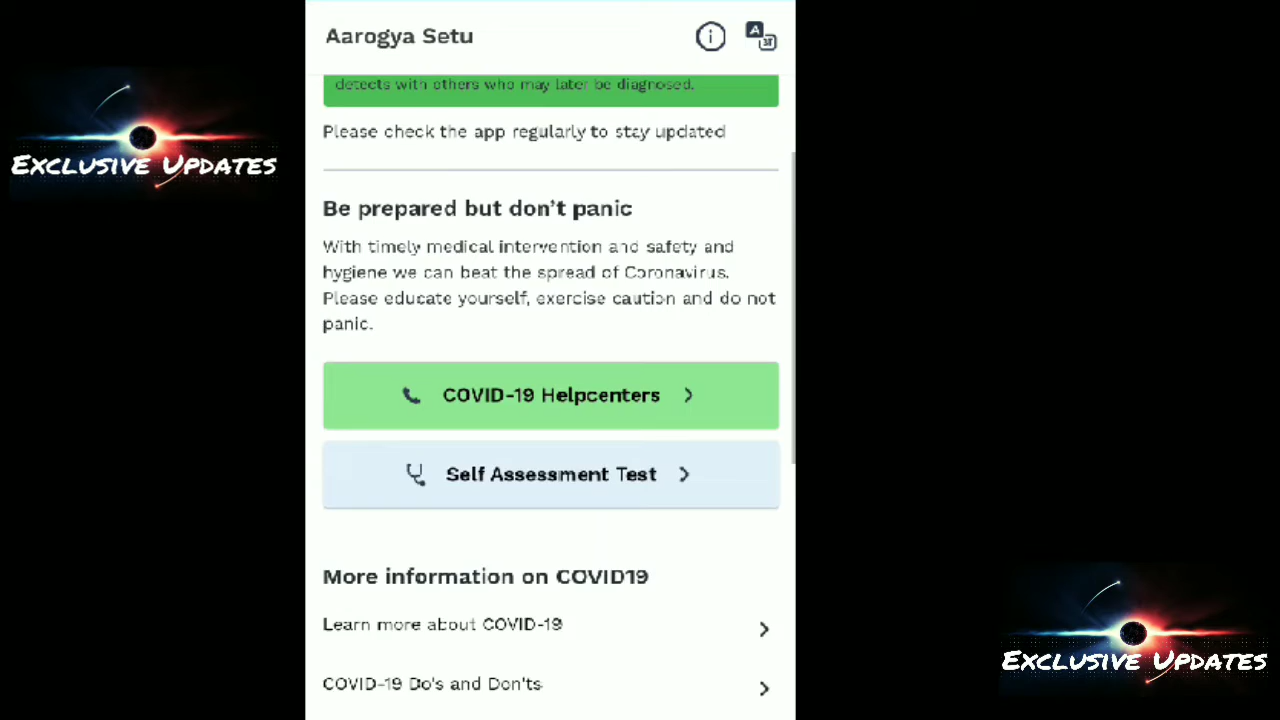 Aarogya Setu
detects with others who may later be diagnosed.
Please check the app regularly to stay updated
Be prepared but don't panic
With timely medical intervention and safety and
hygiene we can beat the spread of Coronavirus.
Please educate yourself, exercise caution and do not
panic.
COVID-19 Helpcenters
Self Assessment Test
More information on COVID19
Learn more about COVID-19
COVID-19 Do's and Don'ts
EXCLUSIVE UPDATES
EXCLUSIVE UPDATES